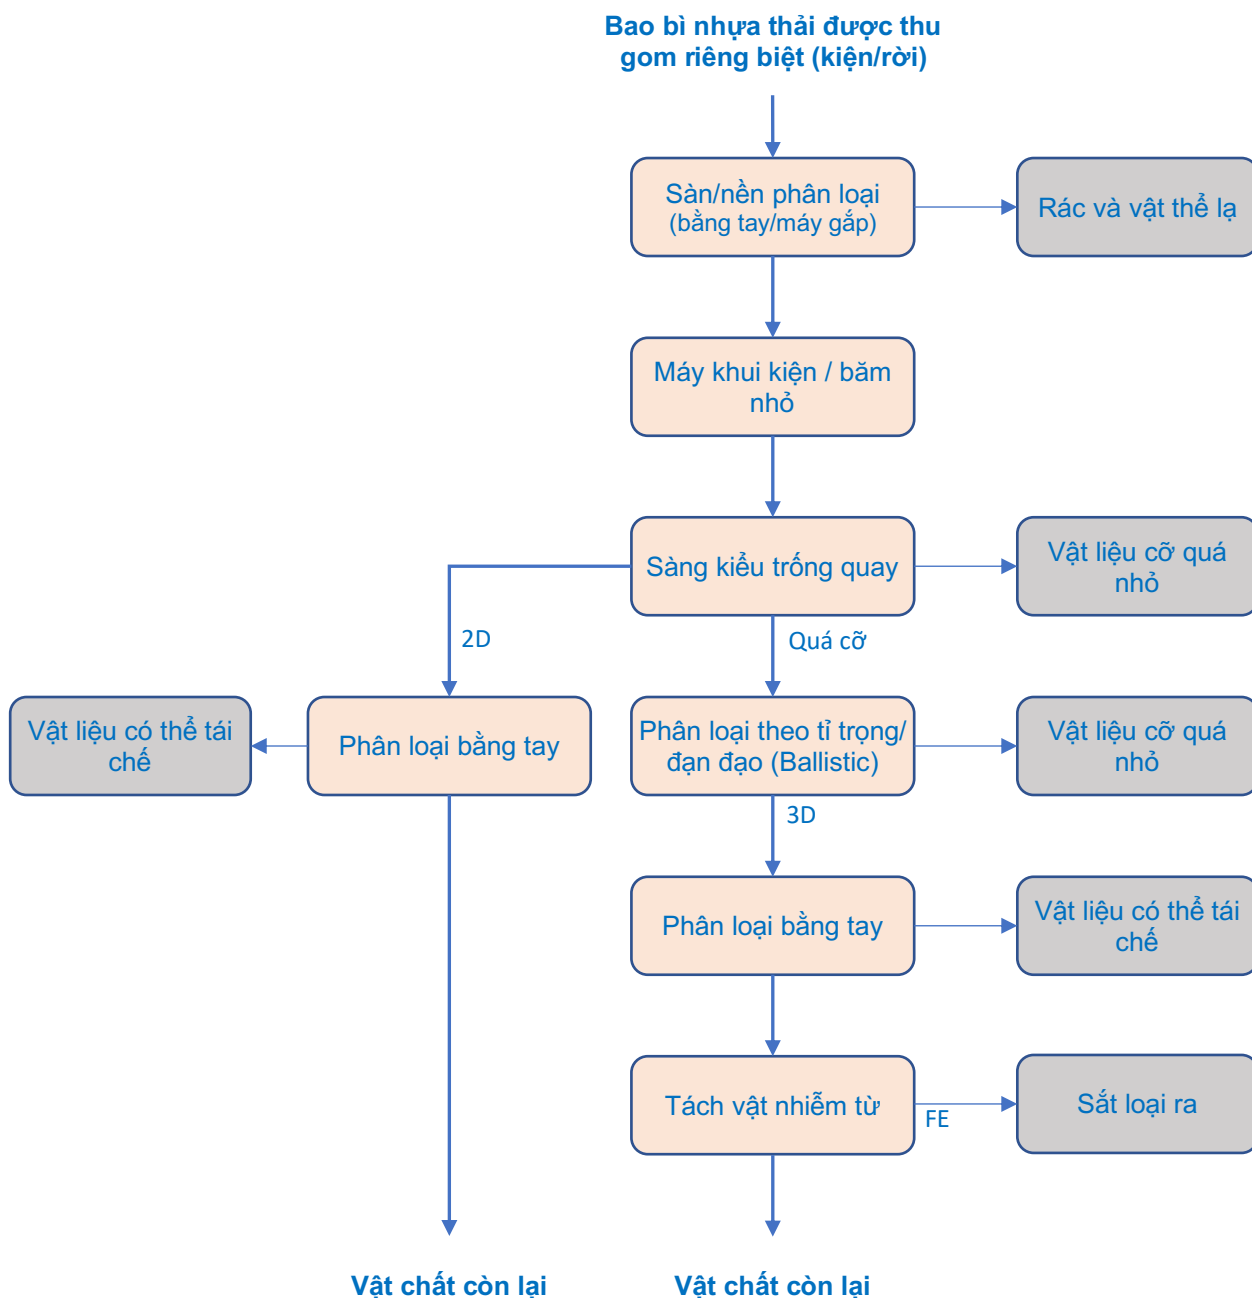 Bao bì nhựa thải được thu
gom riêng biệt (kiện/rời)
Sàn/nền phân loại
(bằng tay/máy gắp)
Rác và vật thể lạ
Máy khui kiện / băm
nhỏ
Sàng kiểu trống quay
Vật liệu cỡ quá
nhỏ
2D
Quá cỡ
Vật liệu có thể tái
chế
Phân loại bằng tay
Phân loại theo tỉ trọng/
đạn đạo (Ballistic)
Vật liệu cỡ quá
nhỏ
3D
Phân loại bằng tay
Vật liệu có thể tái
chế
Tách vật nhiễm từ
FE
Sắt loại ra
Vật chất còn lại
Vật chất còn lại